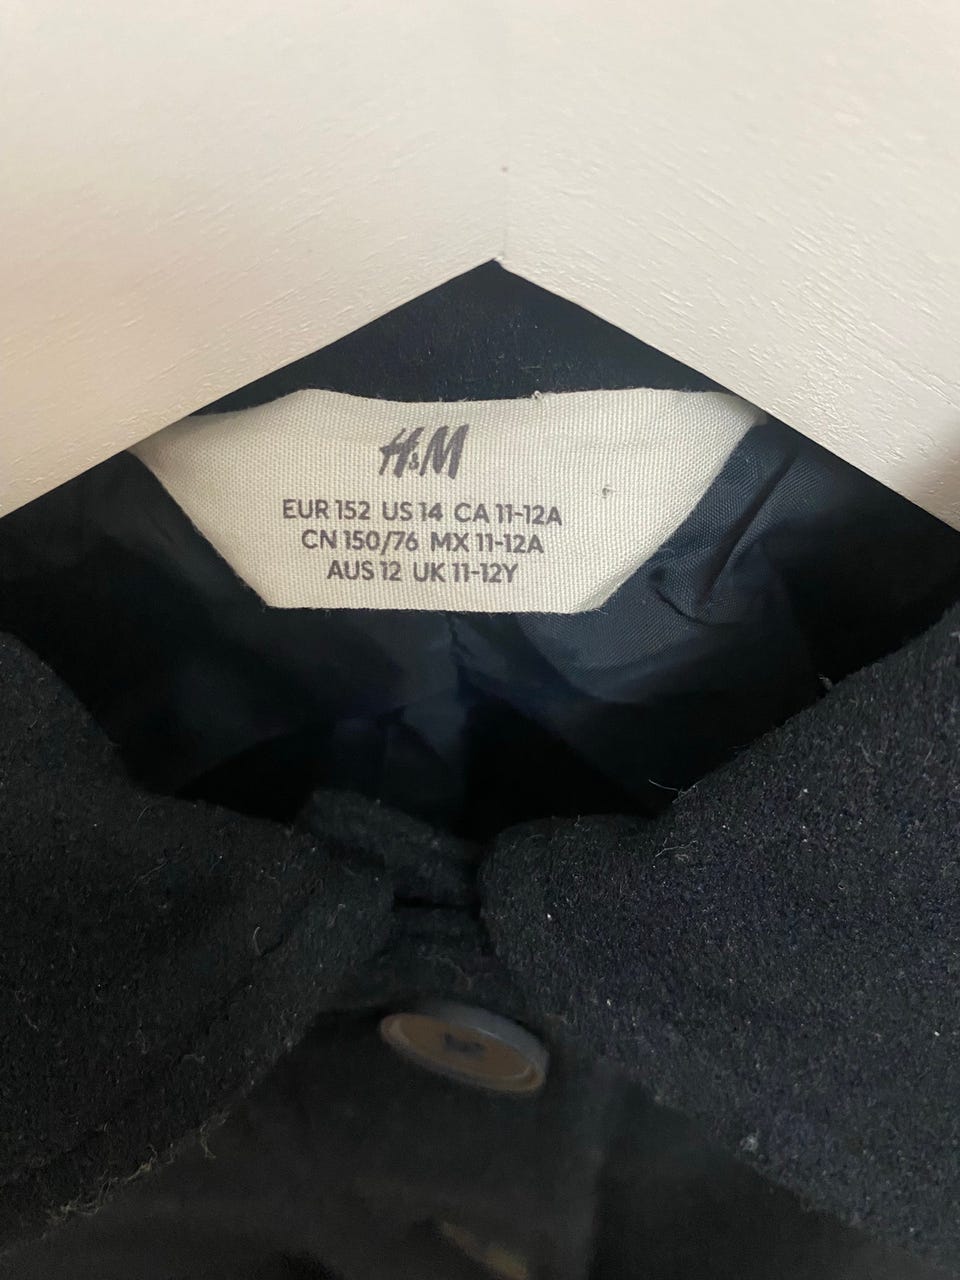 H&M
EUR 152 US 14 CA 11-12A
CN 150/76 MX 11-12A
AUS 12 UK 11-12Y